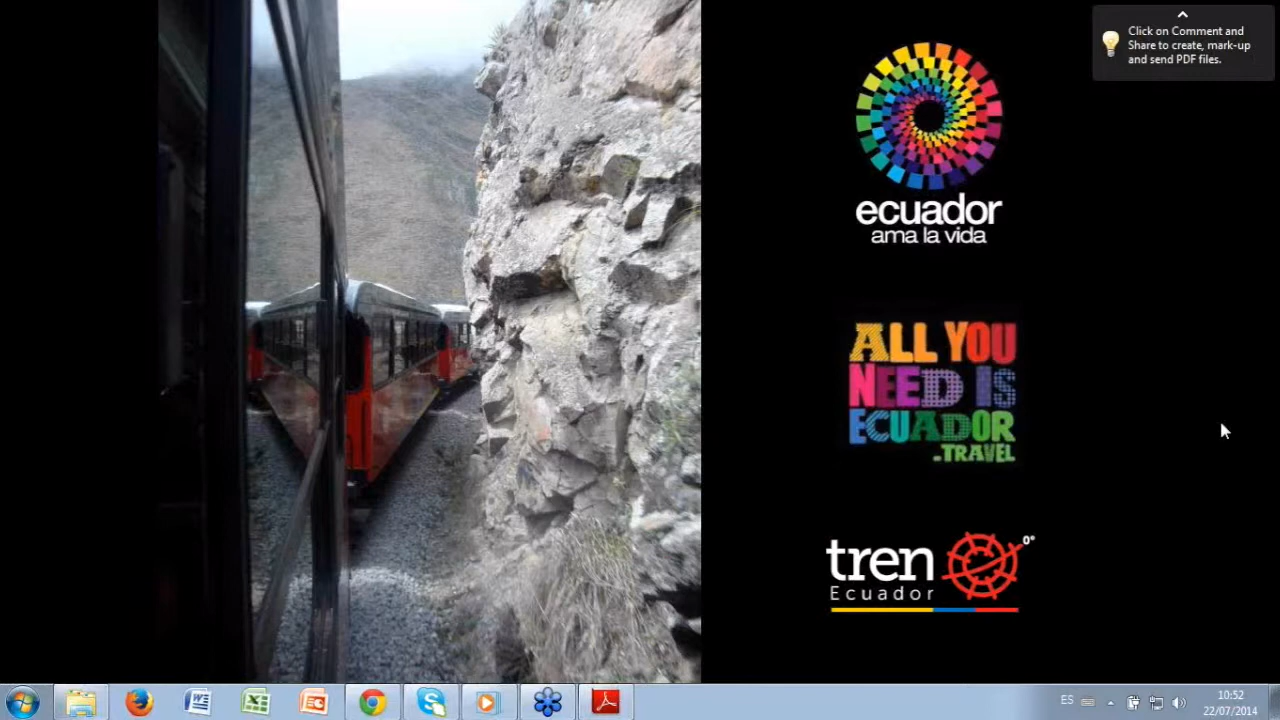 Click on Comment and
Share to create, mark-up
and send PDF files.
ecuador
ama la vida
ALL YOU
NEED IS
ECUADOR
.TRAVEL
tren 0°
Ecuador
ES
10:52
22/07/2014